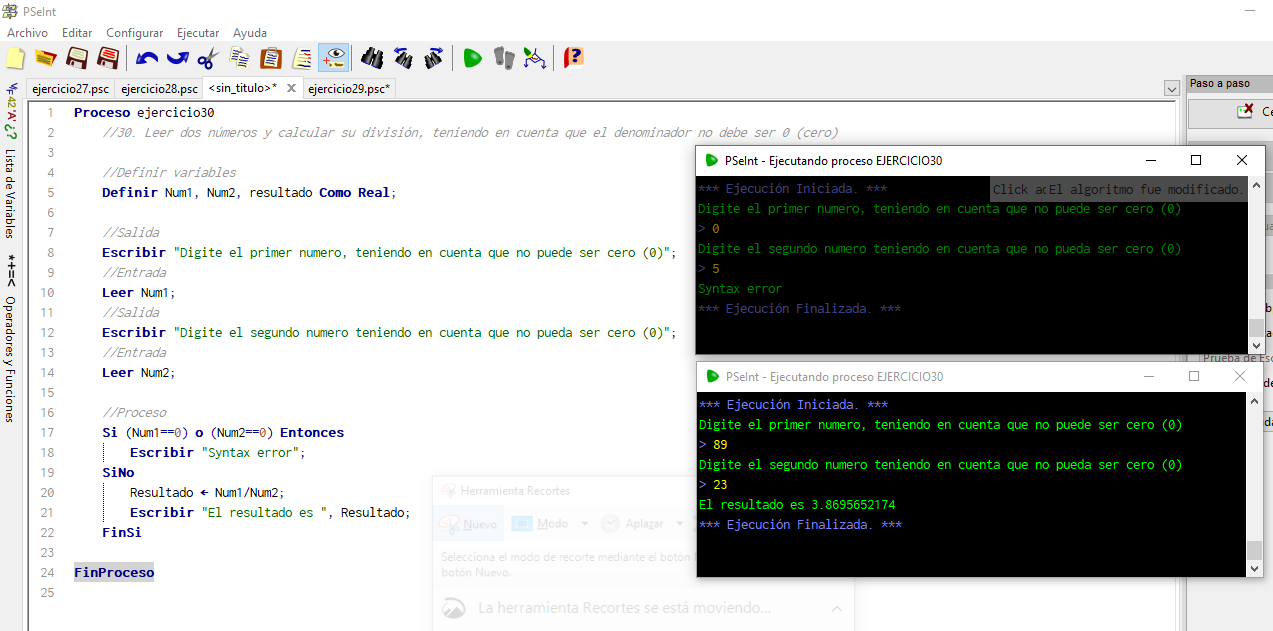 PSeInt
Archivo Editar Configurar Ejecutar Ayuda
ejercicio27.psc ejercicio28.psc <sin_titulo>* ejercicio29.psc*
Lista de Variables
Operadores y Funciones
Paso a paso
1 Proceso ejercicio30
2 //30. Leer dos números y calcular su división, teniendo en cuenta que el denominador no debe ser 0 (cero)
3
4 //Definir variables
5 Definir Num1, Num2, resultado Como Real;
6
7 //Salida
8 Escribir "Digite el primer numero, teniendo en cuenta que no puede ser cero (0)";
9 //Entrada
10 Leer Num1;
11 //Salida
12 Escribir "Digite el segundo numero teniendo en cuenta que no pueda ser cero (0)";
13 //Entrada
14 Leer Num2;
15
16 //Proceso
17 Si (Num1==0) o (Num2==0) Entonces
18 Escribir "Syntax error";
19 SiNo
20 Resultado ← Num1/Num2;
21 Escribir "El resultado es ", Resultado;
22 FinSi
23
24 FinProceso
25
PSeInt - Ejecutando proceso EJERCICIO30
*** Ejecución Iniciada. ***
Click El algoritmo fue modificado.
Digite el primer numero, teniendo en cuenta que no puede ser cero (0)
> 0
Digite el segundo numero teniendo en cuenta que no pueda ser cero (0)
> 5
Syntax error
*** Ejecución Finalizada. ***
PSeInt - Ejecutando proceso EJERCICIO30
*** Ejecución Iniciada. ***
Digite el primer numero, teniendo en cuenta que no puede ser cero (0)
> 89
Digite el segundo numero teniendo en cuenta que no pueda ser cero (0)
> 23
El resultado es 3.8695652174
*** Ejecución Finalizada. ***
Herramienta Recortes
Nuevo Modo Aplazar
Selecciona el modo de recorte mediante el botón
botón Nuevo.
La herramienta Recortes se está moviendo...
Prueba de